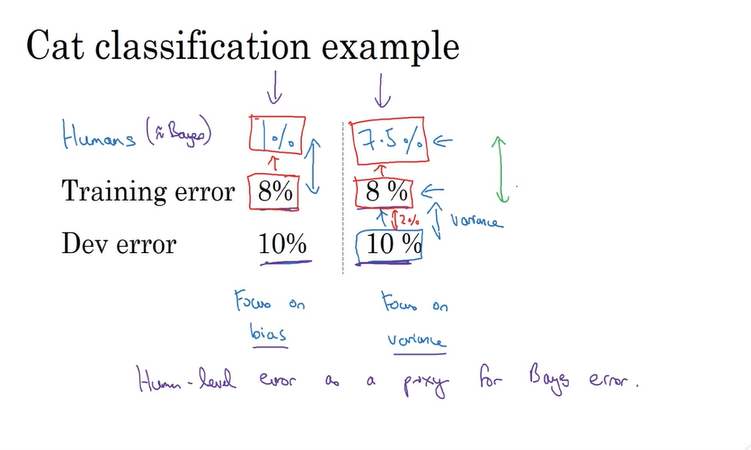 Cat classification example
Humans (≈ Bayes) 1% 7.5%
Training error 8% 8 %
2% variance
Dev error 10% 10 %
Focus on bias
Focus on variance
Human-level error as a proxy for Bayes error.